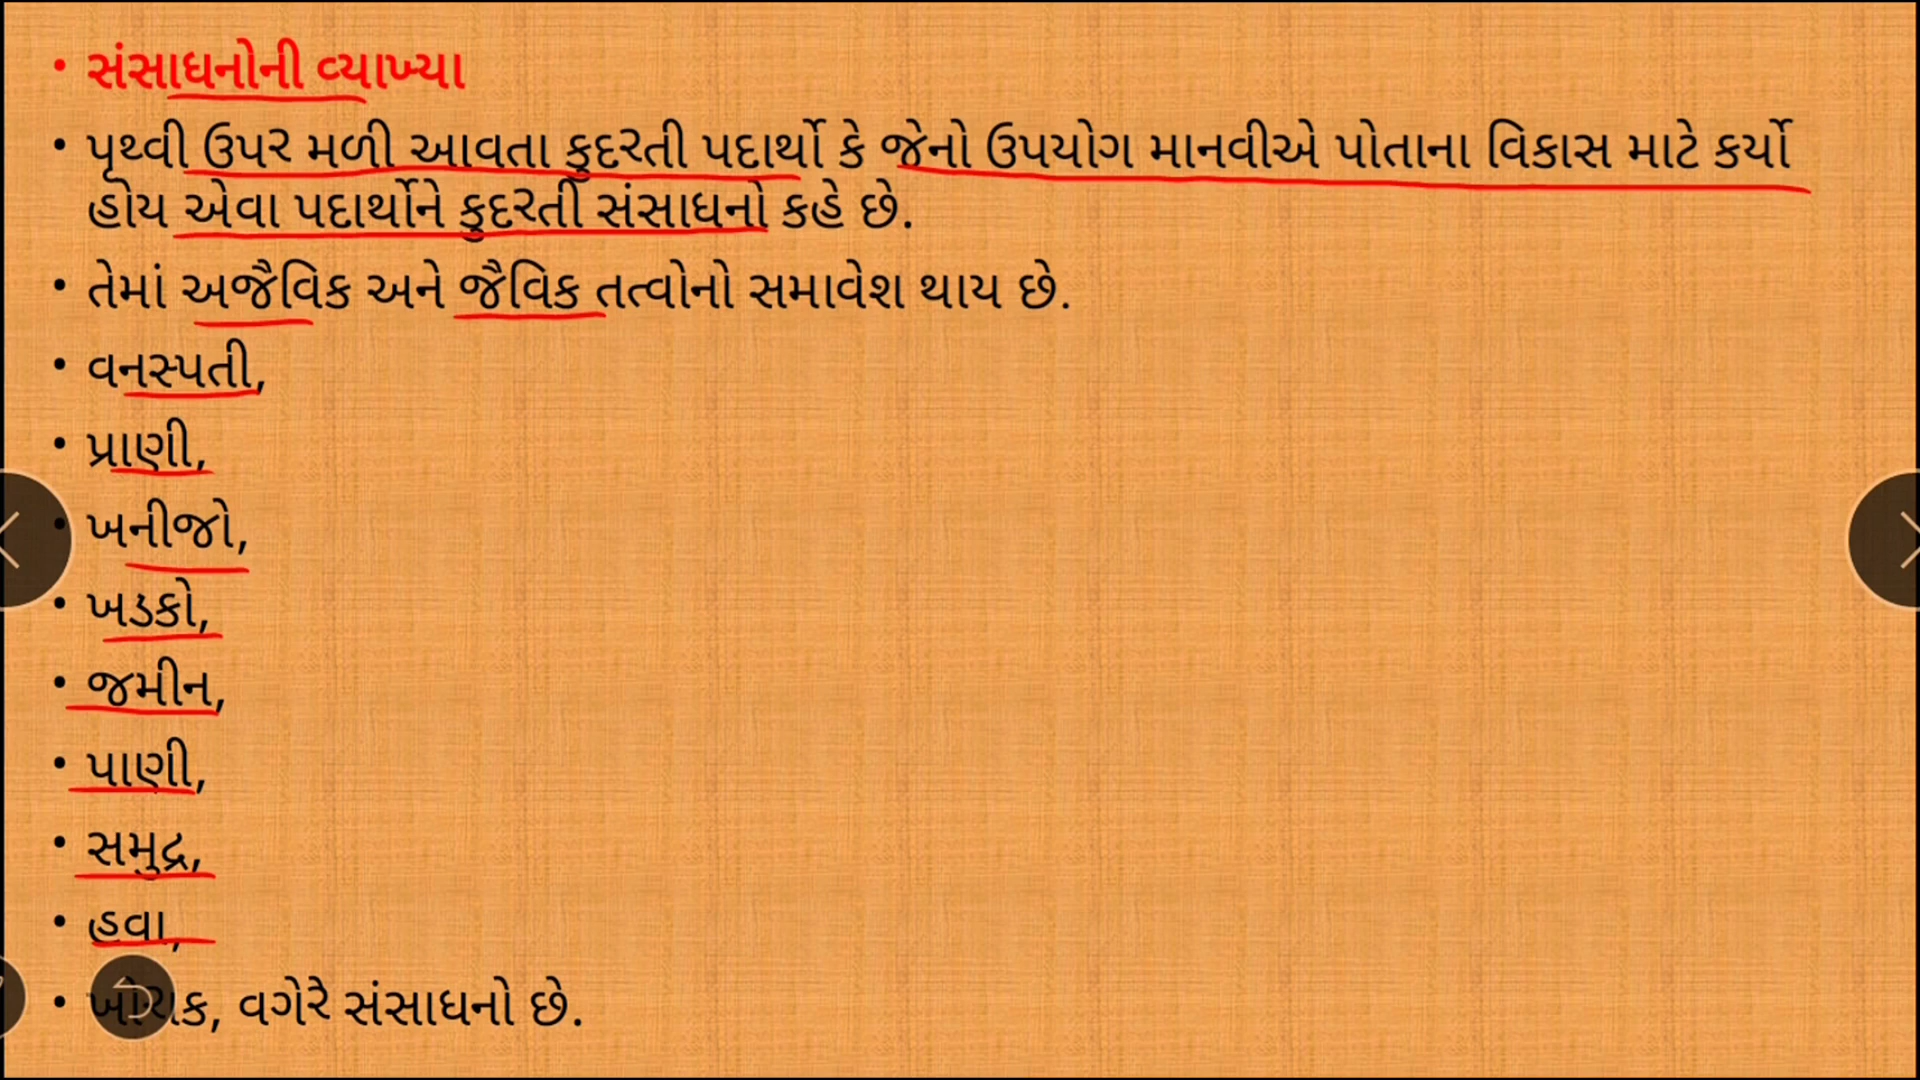 • સંસાધનોની વ્યાખ્યા
• પૃથ્વી ઉપર મળી આવતા કુદરતી પદાર્થો કે જેનો ઉપયોગ માનવીએ પોતાના વિકાસ માટે કર્યો
હોય એવા પદાર્થોને કુદરતી સંસાધનો કહે છે.
• તેમાં અજૈવિક અને જૈવિક તત્વોનો સમાવેશ થાય છે.
• વનસ્પતી,
• પ્રાણી,
• ખનીજો,
• ખડકો,
• જમીન,
• પાણી,
• સમુદ્ર,
• હવા,
• વગેરે સંસાધનો છે.